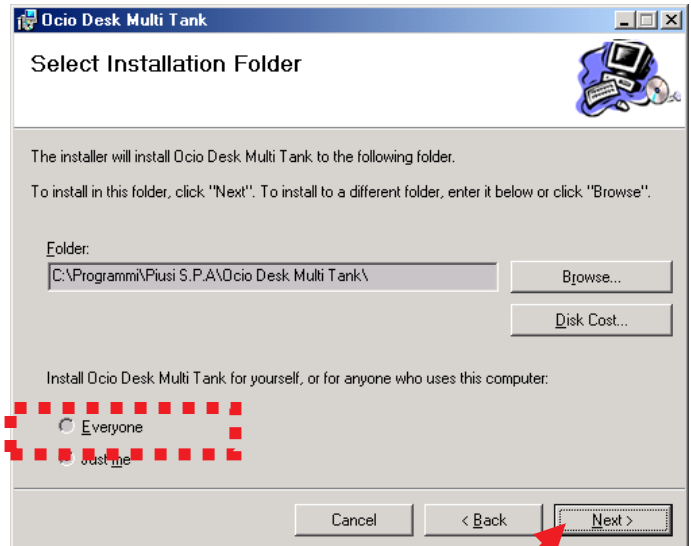 Ocio Desk Multi Tank
Select Installation Folder
The installer will install Ocio Desk Multi Tank to the following folder.
To install in this folder, click "Next". To install to a different folder, enter it below or click "Browse".
Folder:
C:\Programmi\Piusi S.P.A\Ocio Desk Multi Tank\
Browse...
Disk Cost...
Install Ocio Desk Multi Tank for yourself, or for anyone who uses this computer:
Everyone
Just me
Cancel
< Back
Next >